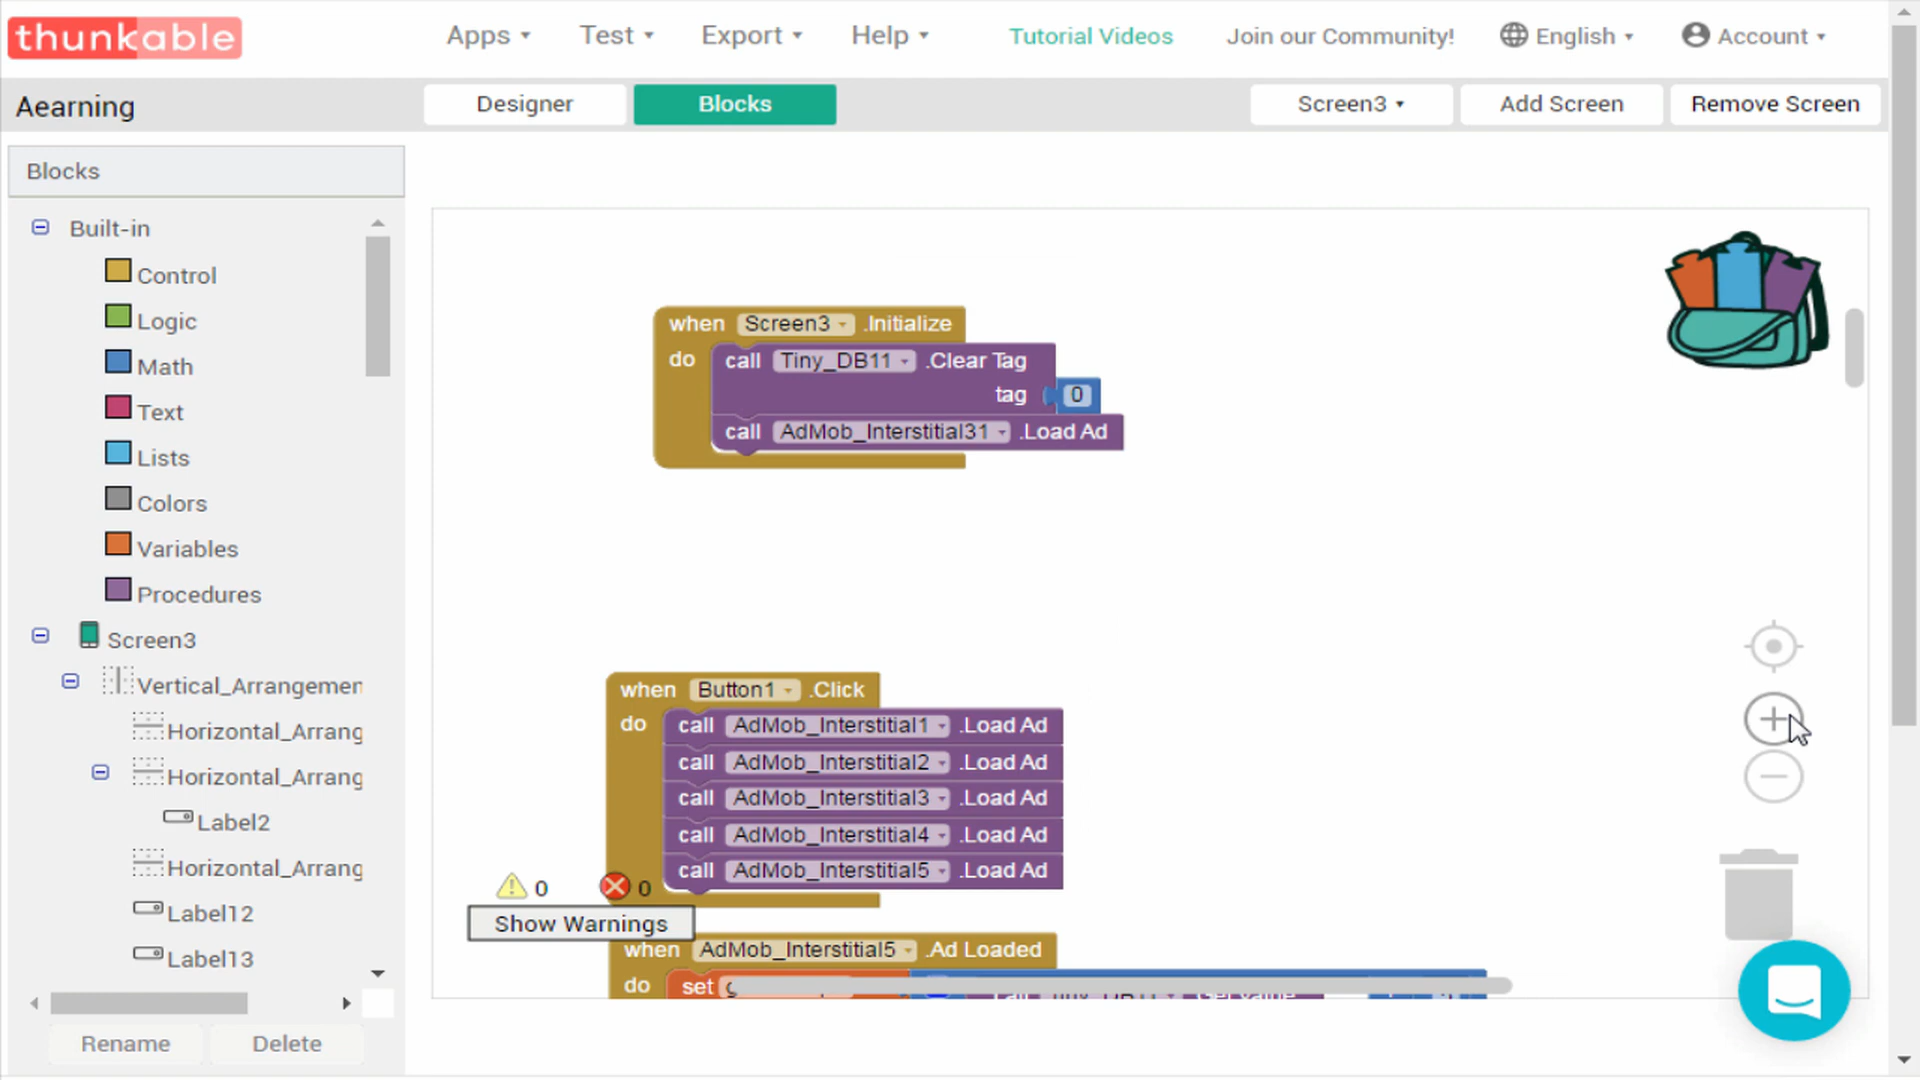 thunkable
Apps
Test
Export
Help
Tutorial Videos
Join our Community!
English
Account
Aearning
Designer
Blocks
Screen3
Add Screen
Remove Screen
Blocks
Built-in
Control
Logic
Math
Text
Lists
Colors
Variables
Procedures
Screen3
Vertical_Arrangemen
Horizontal_Arrang
Horizontal_Arrang
Label2
Horizontal_Arrang
Label12
Label13
Rename
Delete
when Screen3 .Initialize
do call Tiny_DB11 .Clear Tag
tag 0
call AdMob_Interstitial31 .Load Ad
when Button1 .Click
do call AdMob_Interstitial1 .Load Ad
call AdMob_Interstitial2 .Load Ad
call AdMob_Interstitial3 .Load Ad
call AdMob_Interstitial4 .Load Ad
call AdMob_Interstitial5 .Load Ad
0 0
Show Warnings
when AdMob_Interstitial5 .Ad Loaded
do set